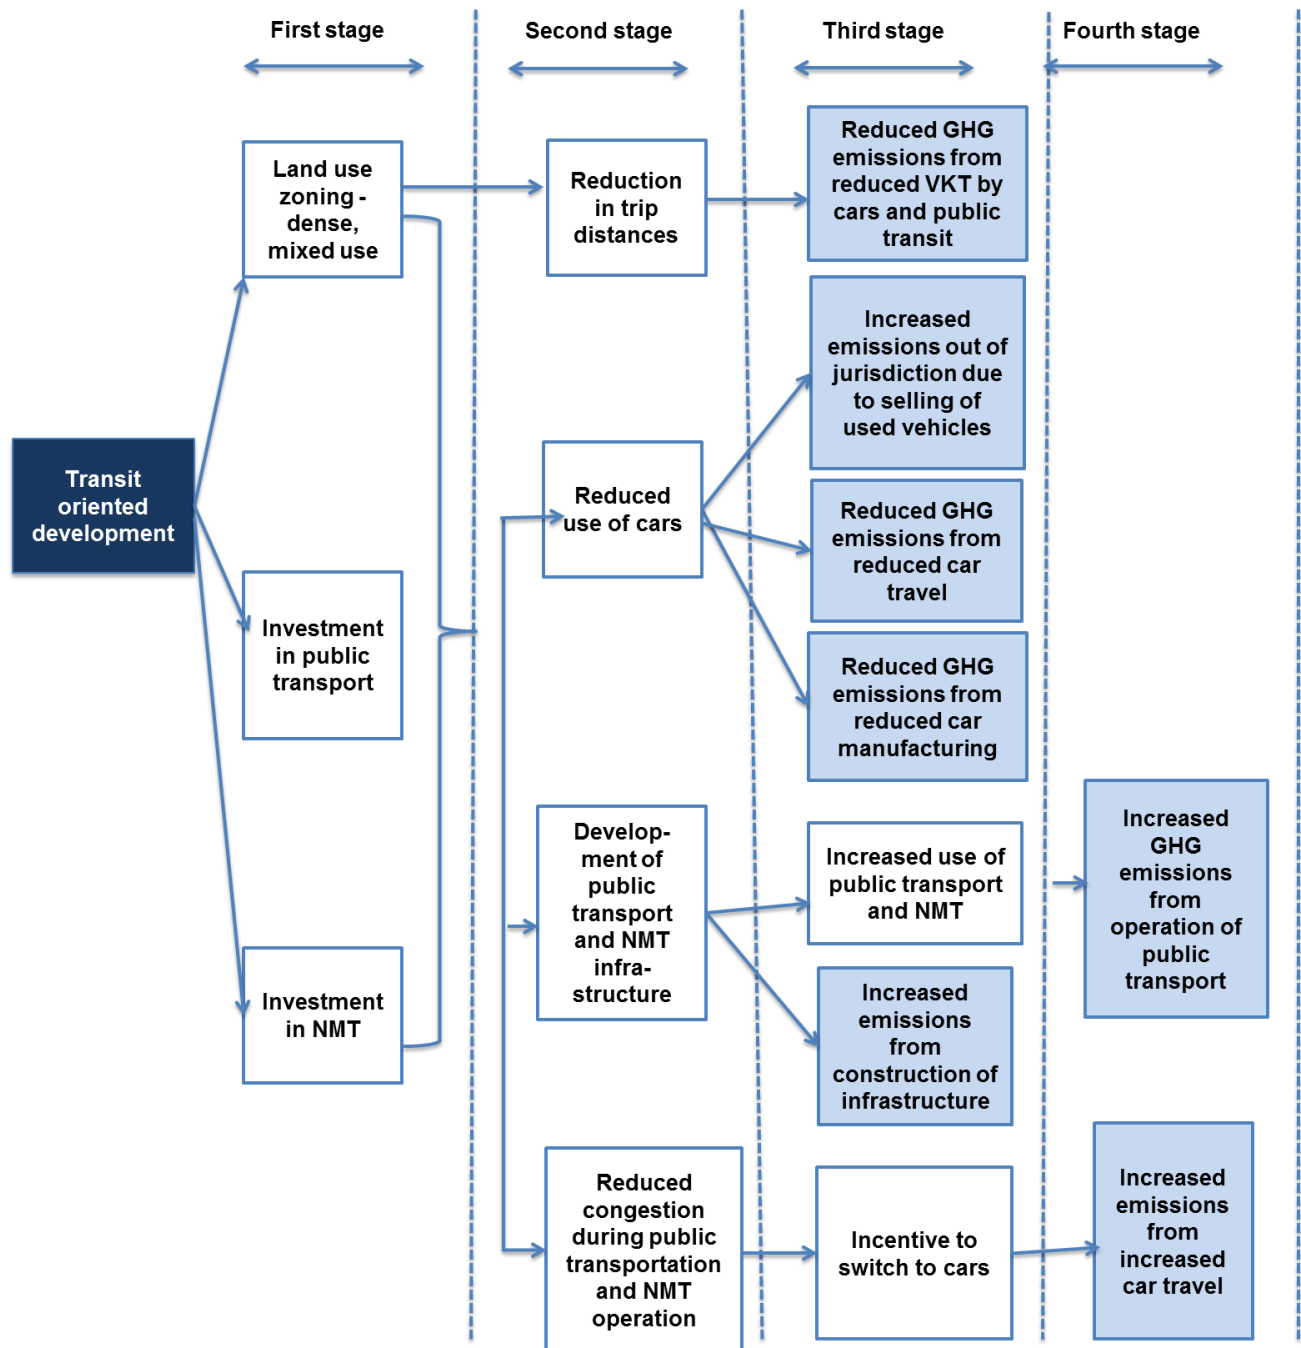 First stage
Second stage
Third stage
Fourth stage
Transit
oriented
development
Land use
zoning -
dense,
mixed use
Investment
in public
transport
Investment
in NMT
Reduction
in trip
distances
Reduced
use of cars
Develop-
ment of
public
transport
and NMT
infra-
structure
Reduced
congestion
during public
transportation
and NMT
operation
Reduced GHG
emissions from
reduced VKT by
cars and public
transit
Increased
emissions out of
jurisdiction due
to selling of
used vehicles
Reduced GHG
emissions from
reduced car
travel
Reduced GHG
emissions from
reduced car
manufacturing
Increased use of
public transport
and NMT
Increased
emissions
from
construction of
infrastructure
Incentive to
switch to cars
Increased
GHG
emissions
from
operation of
public
transport
Increased
emissions
from
increased
car travel